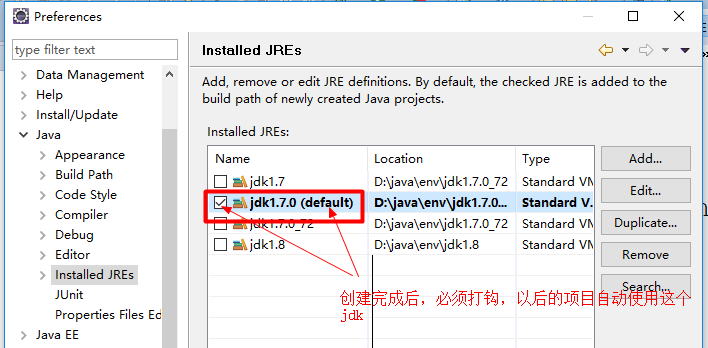 Preferences
type filter text
Data Management
Help
Install/Update
Java
Appearance
Build Path
Code Style
Compiler
Debug
Editor
Installed JREs
JUnit
Properties Files Ed
Java EE
Installed JREs
Add, remove or edit JRE definitions. By default, the checked JRE is added to the
build path of newly created Java projects.
Installed JREs:
Name Location Type
jdk1.7 D:\java\env\jdk1.7.0_72 Standard VM
jdk1.7.0 (default) D:\java\env\jdk1.7.0... Standard V...
jdk1.7.0_72 D:\java\env\jdk1.7.0_72 Standard VM
jdk1.8 D:\java\env\jdk1.8 Standard VM
Add...
Edit...
Duplicate...
Remove
Search...
创建完成后，必须打钩，以后的项目自动使用这个
jdk